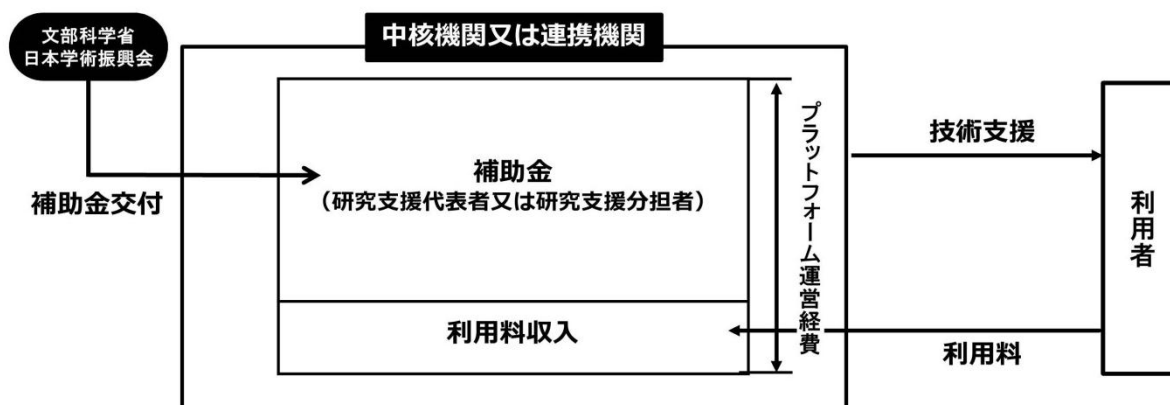 文部科学省
日本学術振興会
中核機関又は連携機関
補助金交付
補助金
（研究支援代表者又は研究支援分担者）
利用料収入
プラットフォーム運営経費
技術支援
利用料
利用者